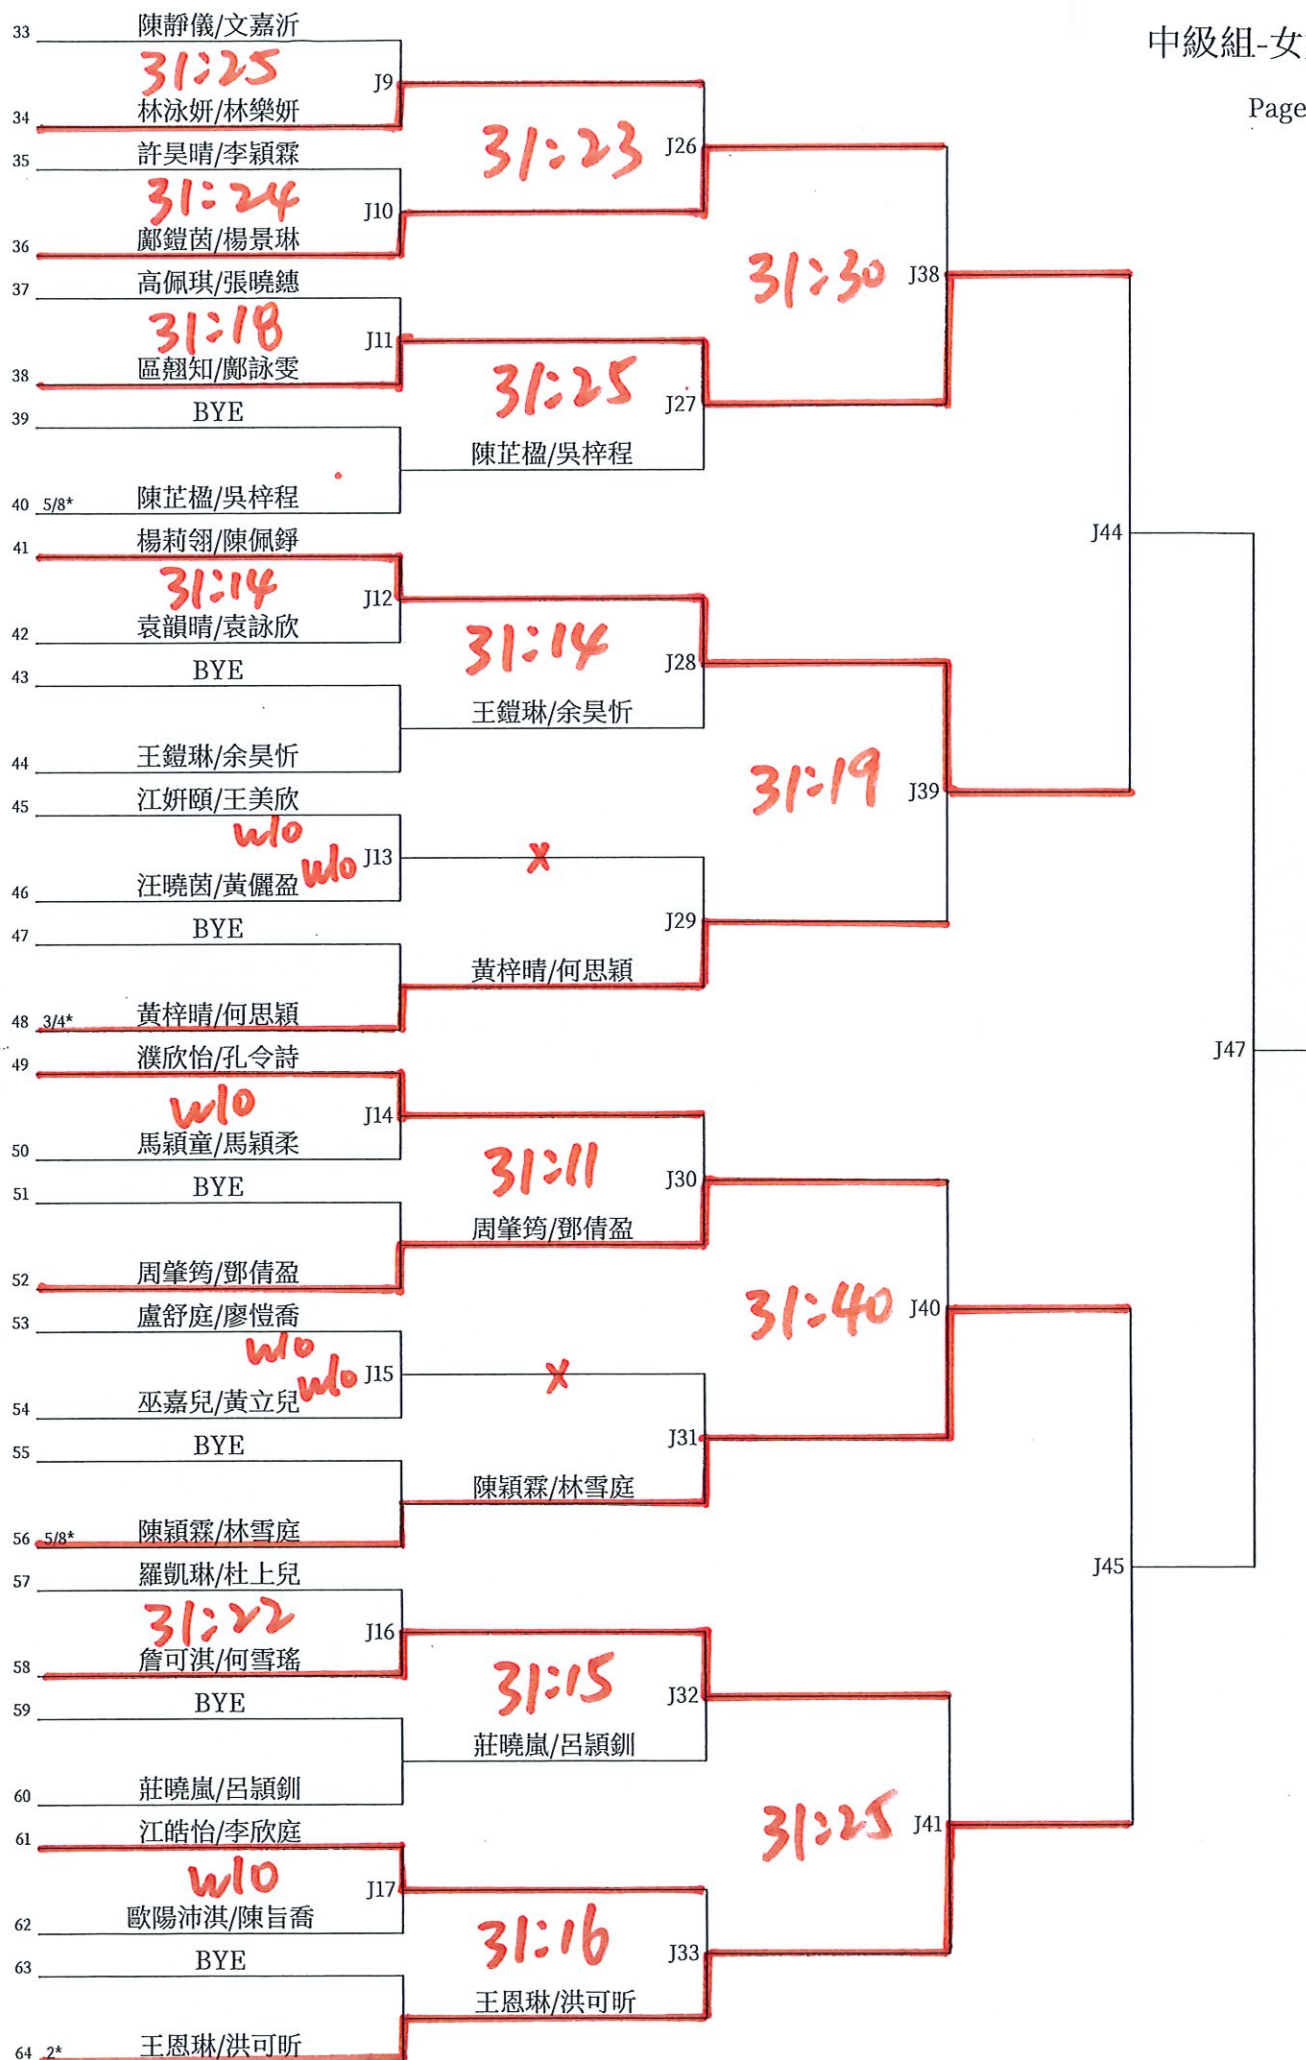 33 陳靜儀/文嘉沂
中級組-女
31:25
J9
Page
34 林泳妍/林樂妍
31:23
J26
35 許昊晴/李穎霖
31:24
J10
36 鄺鎧茵/楊景琳
31:30
J38
37 高佩琪/張曉鏸
31:18
J11
38 區翹知/鄺詠雯
31:25
J27
39 BYE
陳芷楹/吳梓程
40 5/8* 陳芷楹/吳梓程
J44
41 楊莉翎/陳佩錚
31:14
J12
42 袁韻晴/袁詠欣
31:14
J28
43 BYE
王鎧琳/余昊忻
44 王鎧琳/余昊忻
31:19
J39
45 江妍頤/王美欣
w/o
w/o
J13
X
46 汪曉茵/黃儷盈
J29
47 BYE
黃梓晴/何思穎
48 3/4* 黃梓晴/何思穎
J47
49 濮欣怡/孔令詩
w/o
J14
50 馬穎童/馬穎柔
31:11
J30
51 BYE
周肇筠/鄧倩盈
52 周肇筠/鄧倩盈
31:40
J40
53 盧舒庭/廖愷喬
w/o
w/o
J15
X
54 巫嘉兒/黃立兒
J31
55 BYE
陳穎霖/林雪庭
56 5/8* 陳穎霖/林雪庭
J45
57 羅凱琳/杜上兒
31:22
J16
58 詹可淇/何雪瑤
31:15
J32
59 BYE
莊曉嵐/呂頴釧
60 莊曉嵐/呂頴釧
31:25
J41
61 江皓怡/李欣庭
w/o
J17
62 歐陽沛淇/陳旨喬
31:16
J33
63 BYE
王恩琳/洪可昕
64 2* 王恩琳/洪可昕